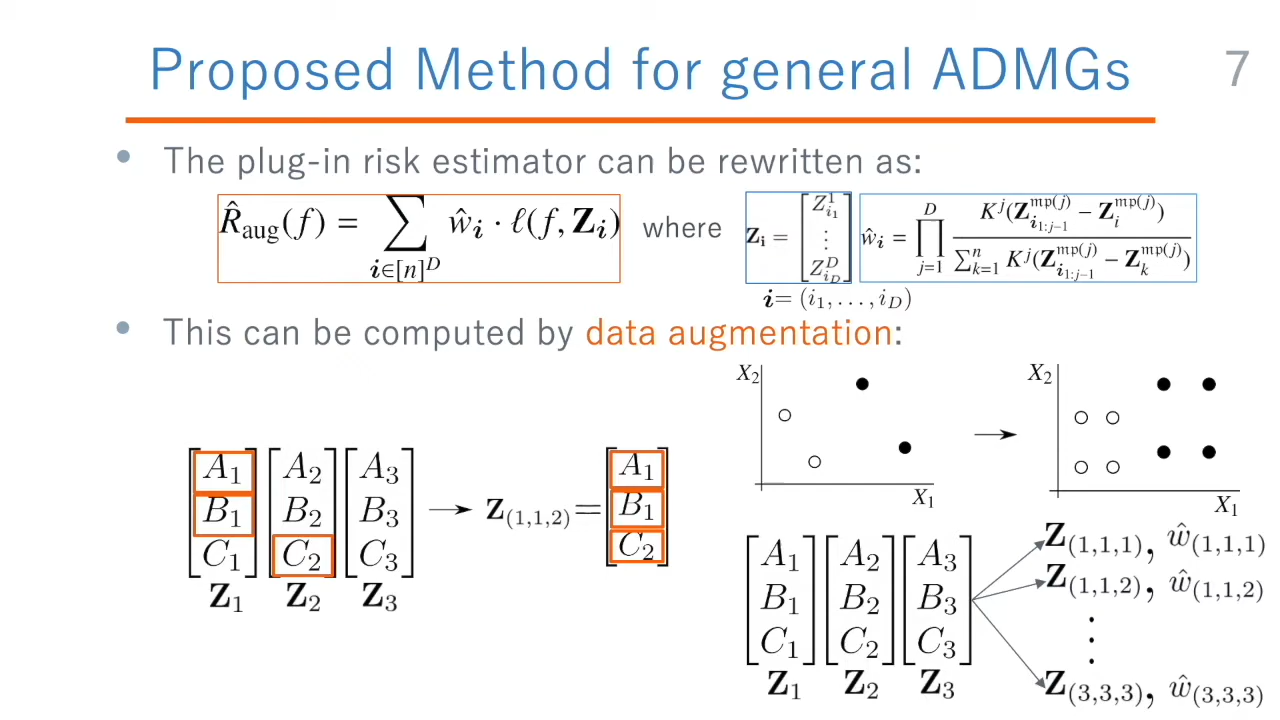 Proposed Method for general ADMGs
7
• The plug-in risk estimator can be rewritten as:
R̂_aug(f) = ∑_{i∈[n]^D} ŵ_i · ℓ(f, Z_i) where Z_i = [Z^1_{i_1} ⋮ Z^D_{i_D}] ŵ_i = ∏_{j=1}^{D} K^j(Z^{mp(j)}_{i_{1:j−1}} − Z^{mp(j)}_i) / ∑_{k=1}^{n} K^j(Z^{mp(j)}_{i_{1:j−1}} − Z^{mp(j)}_k)
i = (i_1, . . . , i_D)
• This can be computed by data augmentation:
X_2
X_1
X_2
X_1
A_1 A_2 A_3
B_1 B_2 B_3
C_1 C_2 C_3
Z_1 Z_2 Z_3
→ Z_(1,1,2) =
A_1
B_1
C_2
A_1 A_2 A_3
B_1 B_2 B_3
C_1 C_2 C_3
Z_1 Z_2 Z_3
Z_(1,1,1), ŵ_(1,1,1)
Z_(1,1,2), ŵ_(1,1,2)
⋮
Z_(3,3,3), ŵ_(3,3,3)